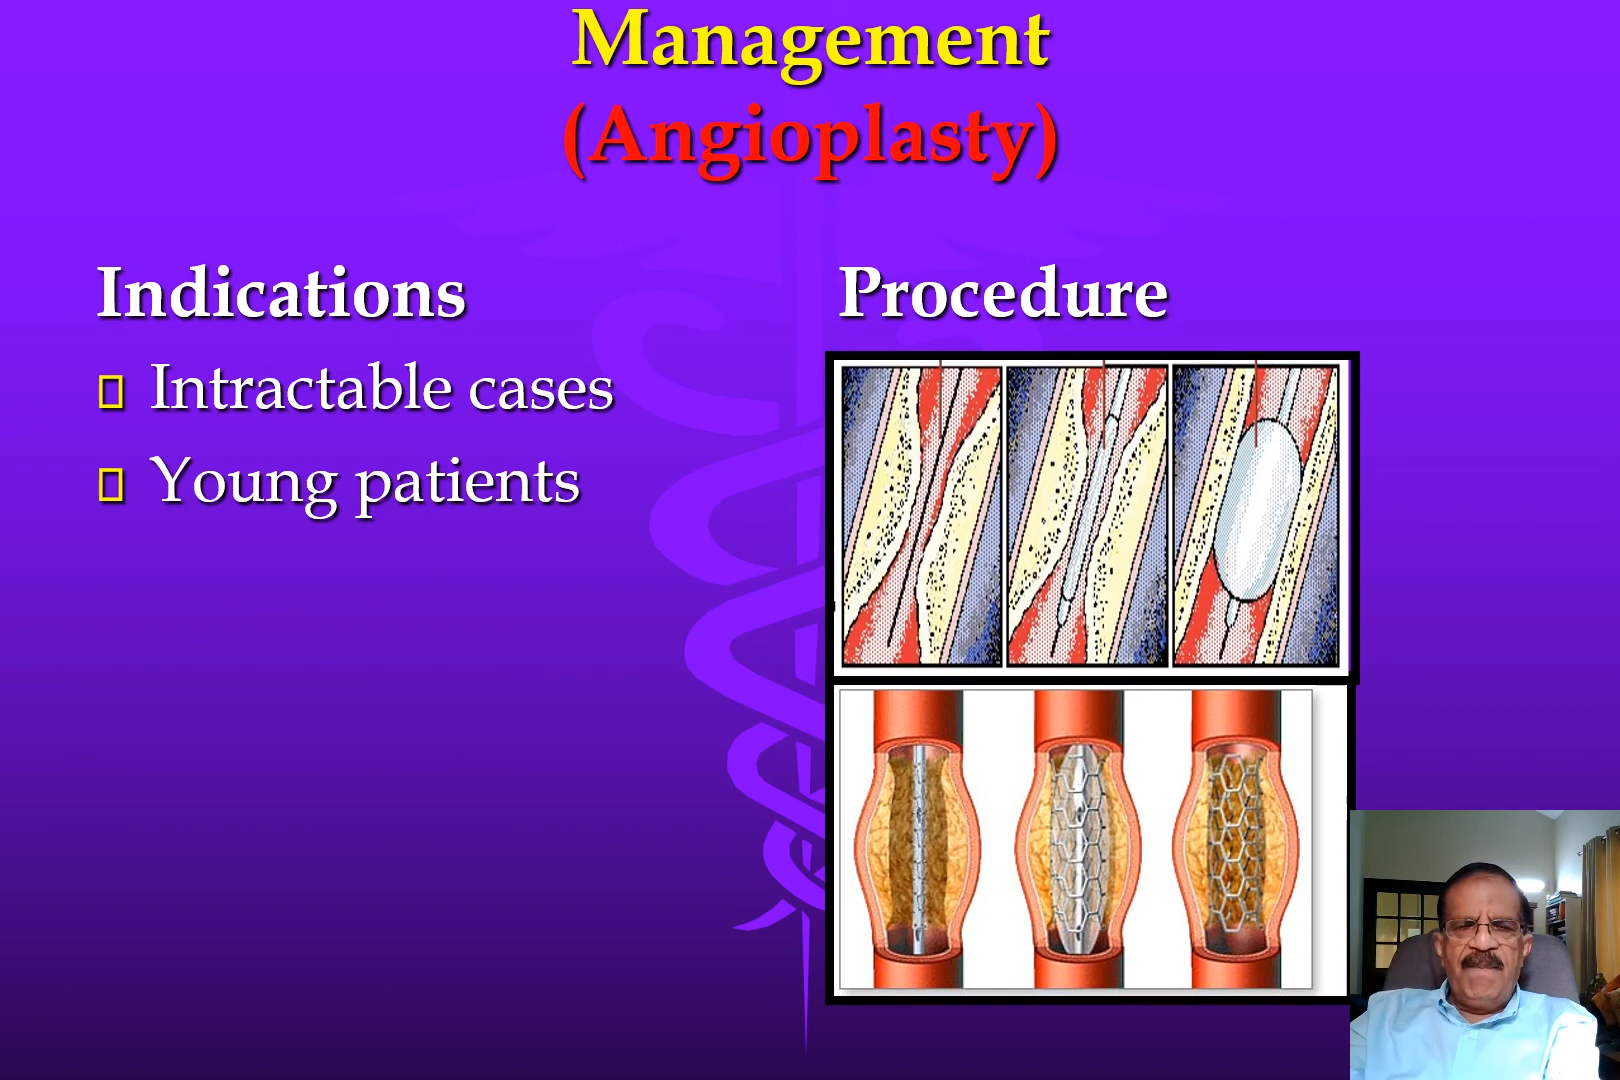 Management
(Angioplasty)
Indications
Intractable cases
Young patients
Procedure